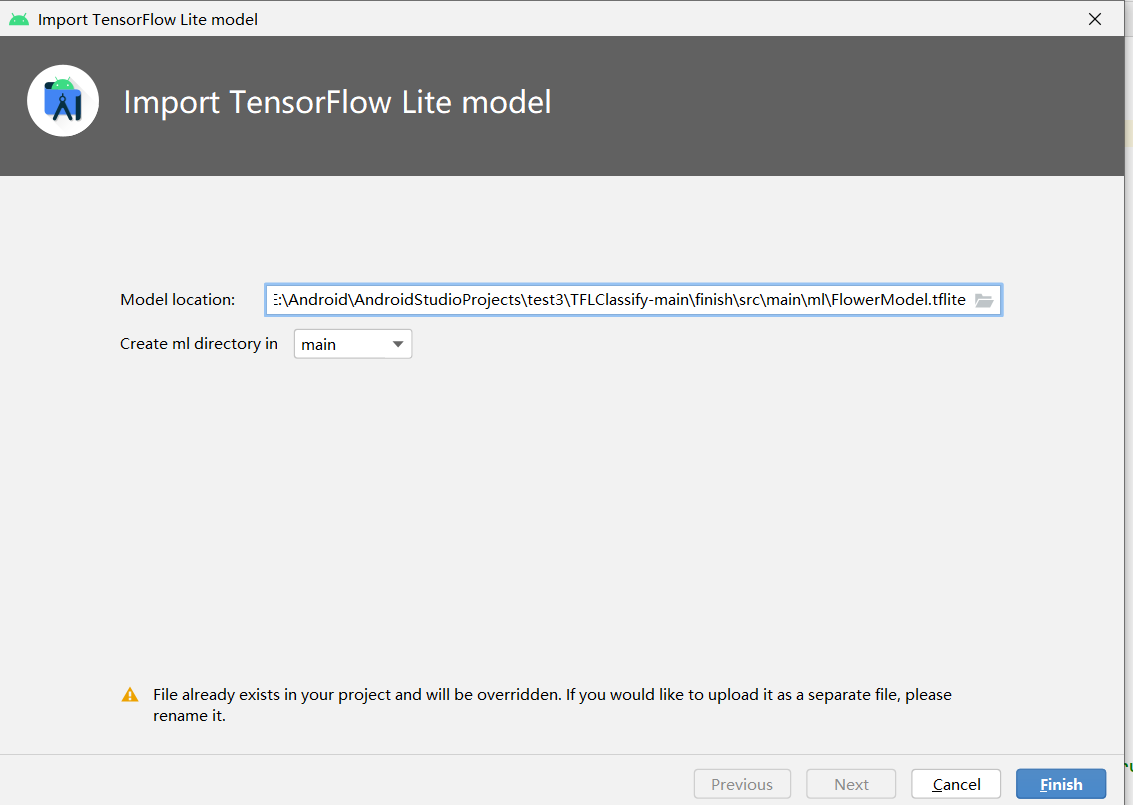 Import TensorFlow Lite model
Import TensorFlow Lite model
Model location: E:\Android\AndroidStudioProjects\test3\TFLClassify-main\finish\src\main\ml\FlowerModel.tflite
Create ml directory in main
File already exists in your project and will be overridden. If you would like to upload it as a separate file, please
rename it.
Previous Next Cancel Finish